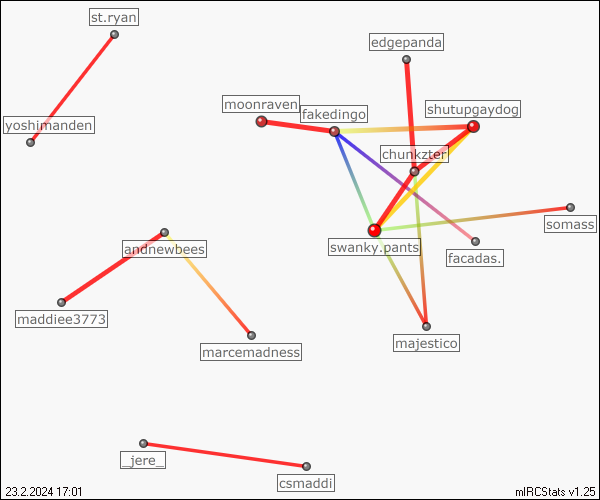 st.ryan
edgepanda
moonraven
fakedingo
shutupgaydog
yoshimanden
chunkzter
somass
andnewbees
swanky.pants
facadas.
maddiee3773
marcemadness
majestico
_jere_
csmaddi
23.2.2024 17:01
mIRCStats v1.25